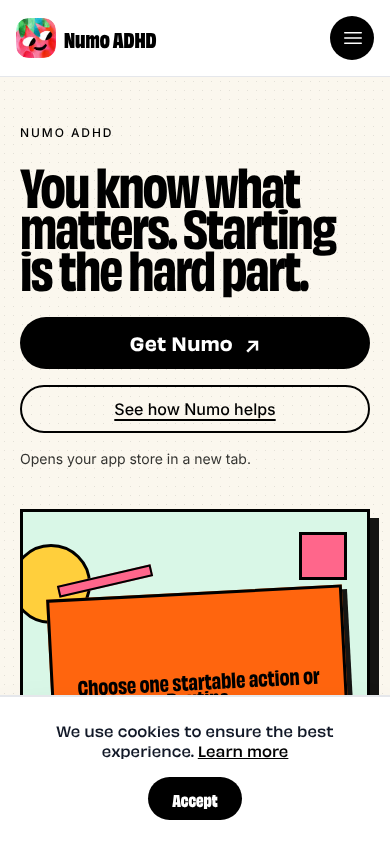 Numo ADHD
NUMO ADHD
You know what
matters. Starting
is the hard part.
Get Numo
See how Numo helps
Opens your app store in a new tab.
Choose one startable action or
We use cookies to ensure the best
experience. Learn more
Accept